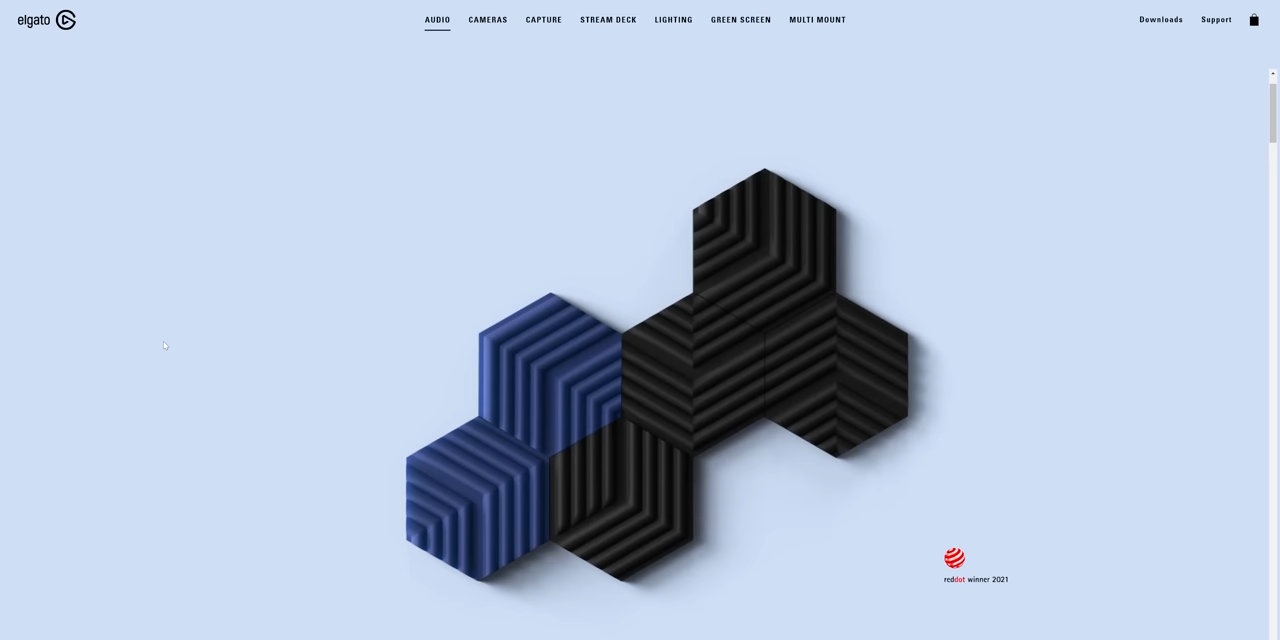 elgato
AUDIO CAMERAS CAPTURE STREAM DECK LIGHTING GREEN SCREEN MULTI MOUNT
Downloads Support
reddot winner 2021